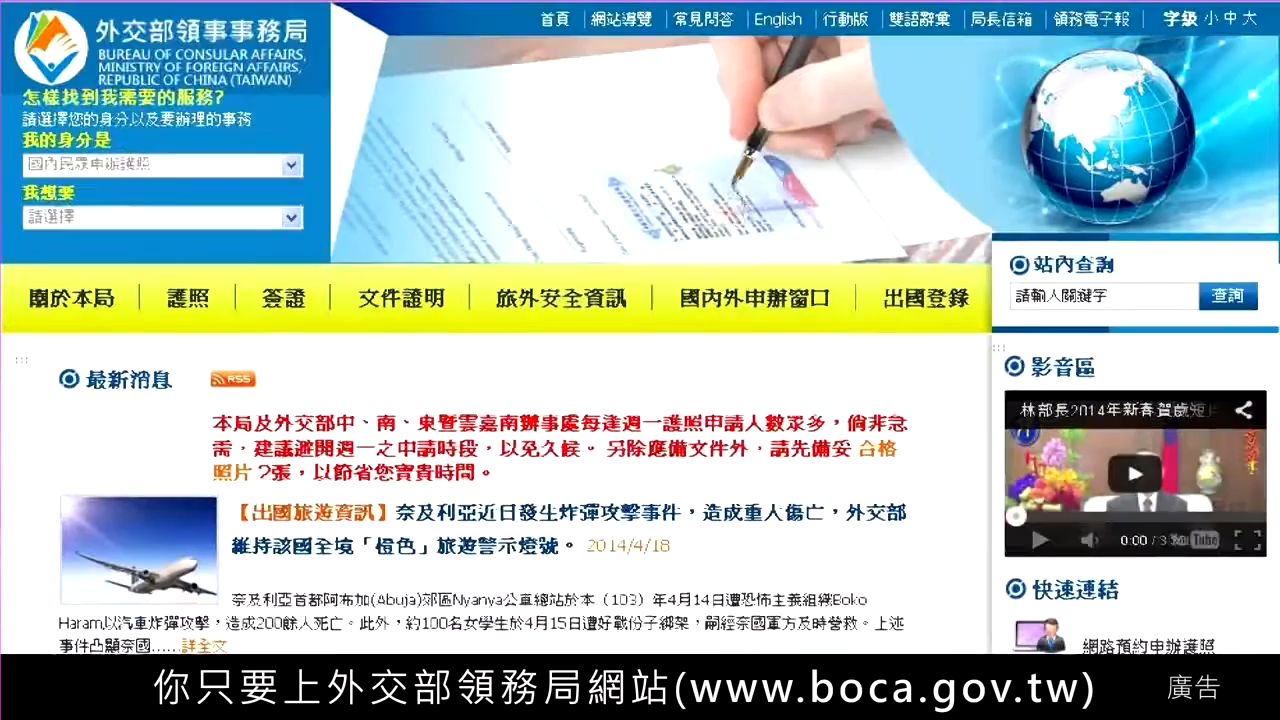 外交部領事事務局
BUREAU OF CONSULAR AFFAIRS,
MINISTRY OF FOREIGN AFFAIRS,
REPUBLIC OF CHINA (TAIWAN)
首頁 網站導覽 常見問答 English 行動版 雙語辭彙 局長信箱 領務電子報 字級 小 中 大
怎樣找到我需要的服務?
請選擇您的身分以及要辦理的事務
我的身分是
國內民眾申辦護照
我想要
請選擇
關於本局 護照 簽證 文件證明 旅外安全資訊 國內外申辦窗口 出國登錄
站內查詢
請輸入關鍵字 查詢
最新消息 RSS
本局及外交部中、南、東暨雲嘉南辦事處每逢週一護照申請人數眾多，倘非急
需，建議避開週一之申請時段，以免久候。 另除應備文件外，請先備妥 合格
照片 2張，以節省您寶貴時間。
【出國旅遊資訊】奈及利亞近日發生炸彈攻擊事件，造成重大傷亡，外交部
維持該國全境「橙色」旅遊警示燈號。 2014/4/18
奈及利亞首都阿布加(Abuja)郊區Nyanya公車總站於本（103）年4月14日遭恐怖主義組織Boko
Haram以汽車炸彈攻擊，造成200餘人死亡。此外，約100名女學生於4月15日遭好戰份子綁架，嗣經奈國軍方及時營救。上述
事件凸顯奈國......詳全文
影音區
林部長2014年新春賀歲短片
0:00 / 3
快速連結
網路預約申辦護照
你只要上外交部領務局網站(www.boca.gov.tw)
廣告